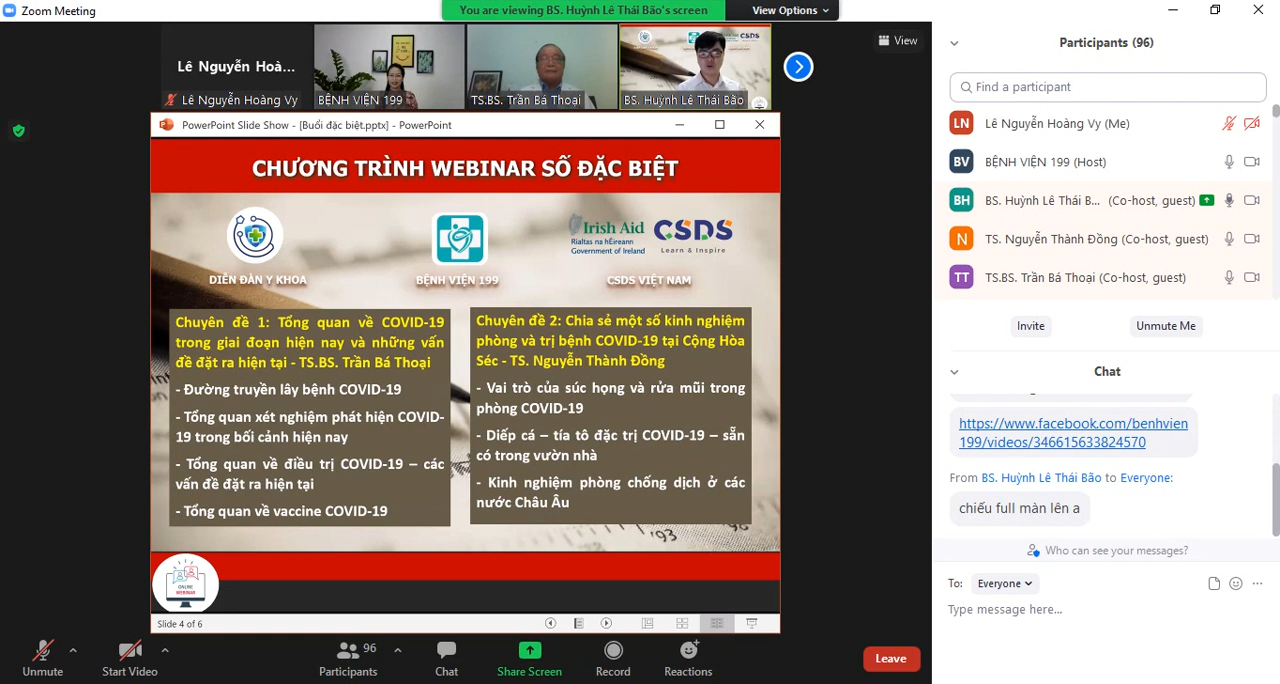 Zoom Meeting
You are viewing BS. Huỳnh Lê Thái Bão's screen
View Options
Lê Nguyễn Hoà...
Lê Nguyễn Hoàng Vy
BỆNH VIỆN 199
TS.BS. Trần Bá Thoại
CSDS
BS. Huỳnh Lê Thái Bão
View
PowerPoint Slide Show - [Buổi đặc biệt.pptx] - PowerPoint
CHƯƠNG TRÌNH WEBINAR SỐ ĐẶC BIỆT
Irish Aid
Rialtas na hÉireann
Government of Ireland
CSDS
Learn & Inspire
DIỄN ĐÀN Y KHOA
BỆNH VIỆN 199
CSDS VIỆT NAM
Chuyên đề 1: Tổng quan về COVID-19
trong giai đoạn hiện nay và những vấn
đề đặt ra hiện tại - TS.BS. Trần Bá Thoại
- Đường truyền lây bệnh COVID-19
- Tổng quan xét nghiệm phát hiện COVID-
19 trong bối cảnh hiện nay
- Tổng quan về điều trị COVID-19 – các
vấn đề đặt ra hiện tại
- Tổng quan về vaccine COVID-19
Chuyên đề 2: Chia sẻ một số kinh nghiệm
phòng và trị bệnh COVID-19 tại Cộng Hòa
Séc - TS. Nguyễn Thành Đồng
- Vai trò của súc họng và rửa mũi trong
phòng COVID-19
- Diếp cá – tía tô đặc trị COVID-19 – sẵn
có trong vườn nhà
- Kinh nghiệm phòng chống dịch ở các
nước Châu Âu
'93
ONLINE
WEBINAR
Slide 4 of 6
Unmute
Start Video
96
Participants
Chat
Share Screen
Record
Reactions
Leave
Participants (96)
Find a participant
LN Lê Nguyễn Hoàng Vy (Me)
BV BỆNH VIỆN 199 (Host)
BH BS. Huỳnh Lê Thái B... (Co-host, guest)
N TS. Nguyễn Thành Đồng (Co-host, guest)
TT TS.BS. Trần Bá Thoại (Co-host, guest)
Invite
Unmute Me
Chat
https://www.facebook.com/benhvien
199/videos/346615633824570
From BS. Huỳnh Lê Thái Bão to Everyone:
chiếu full màn lên a
Who can see your messages?
To: Everyone
Type message here...